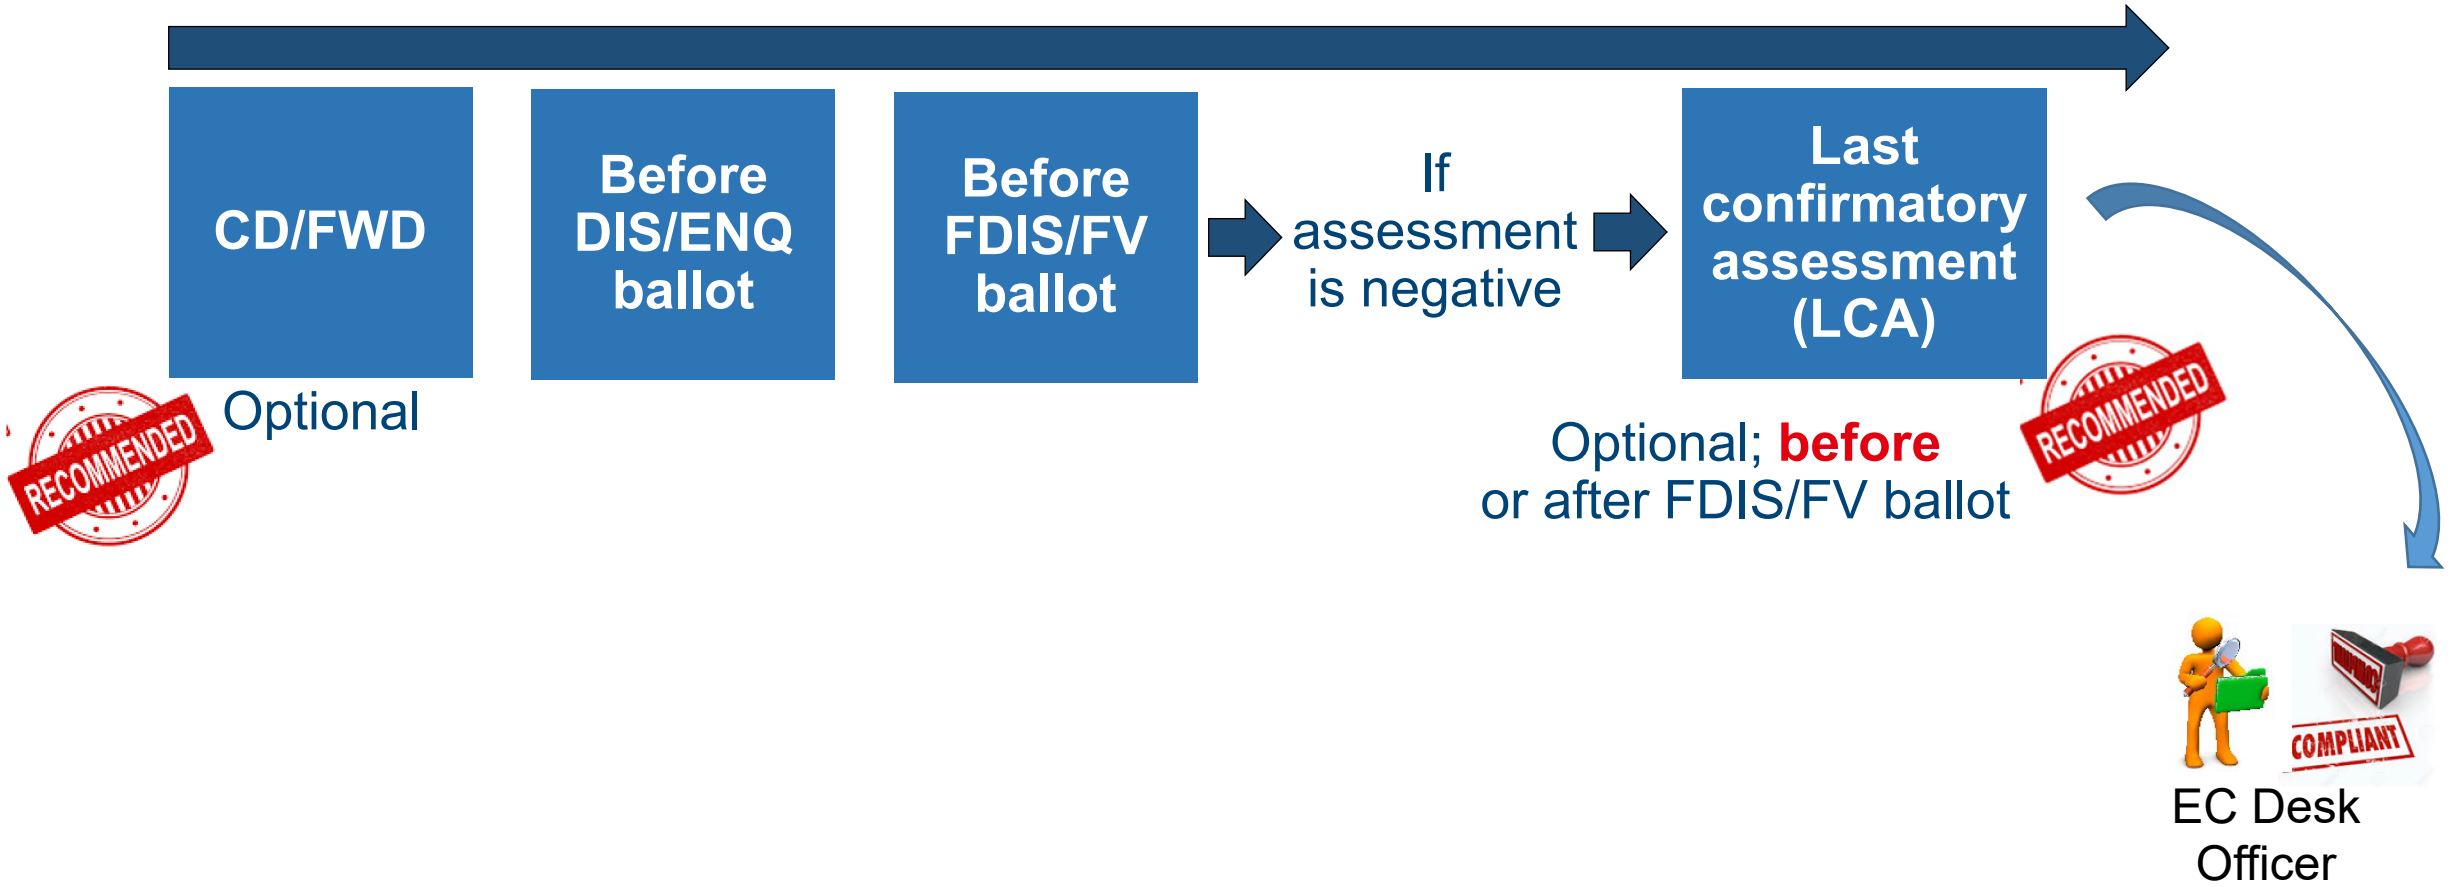 CD/FWD
Before
DIS/ENQ
ballot
Before
FDIS/FV
ballot
If
assessment
is negative
Last
confirmatory
assessment
(LCA)
Optional
RECOMMENDED
Optional; before
or after FDIS/FV ballot
RECOMMENDED
COMPLIANT
EC Desk
Officer